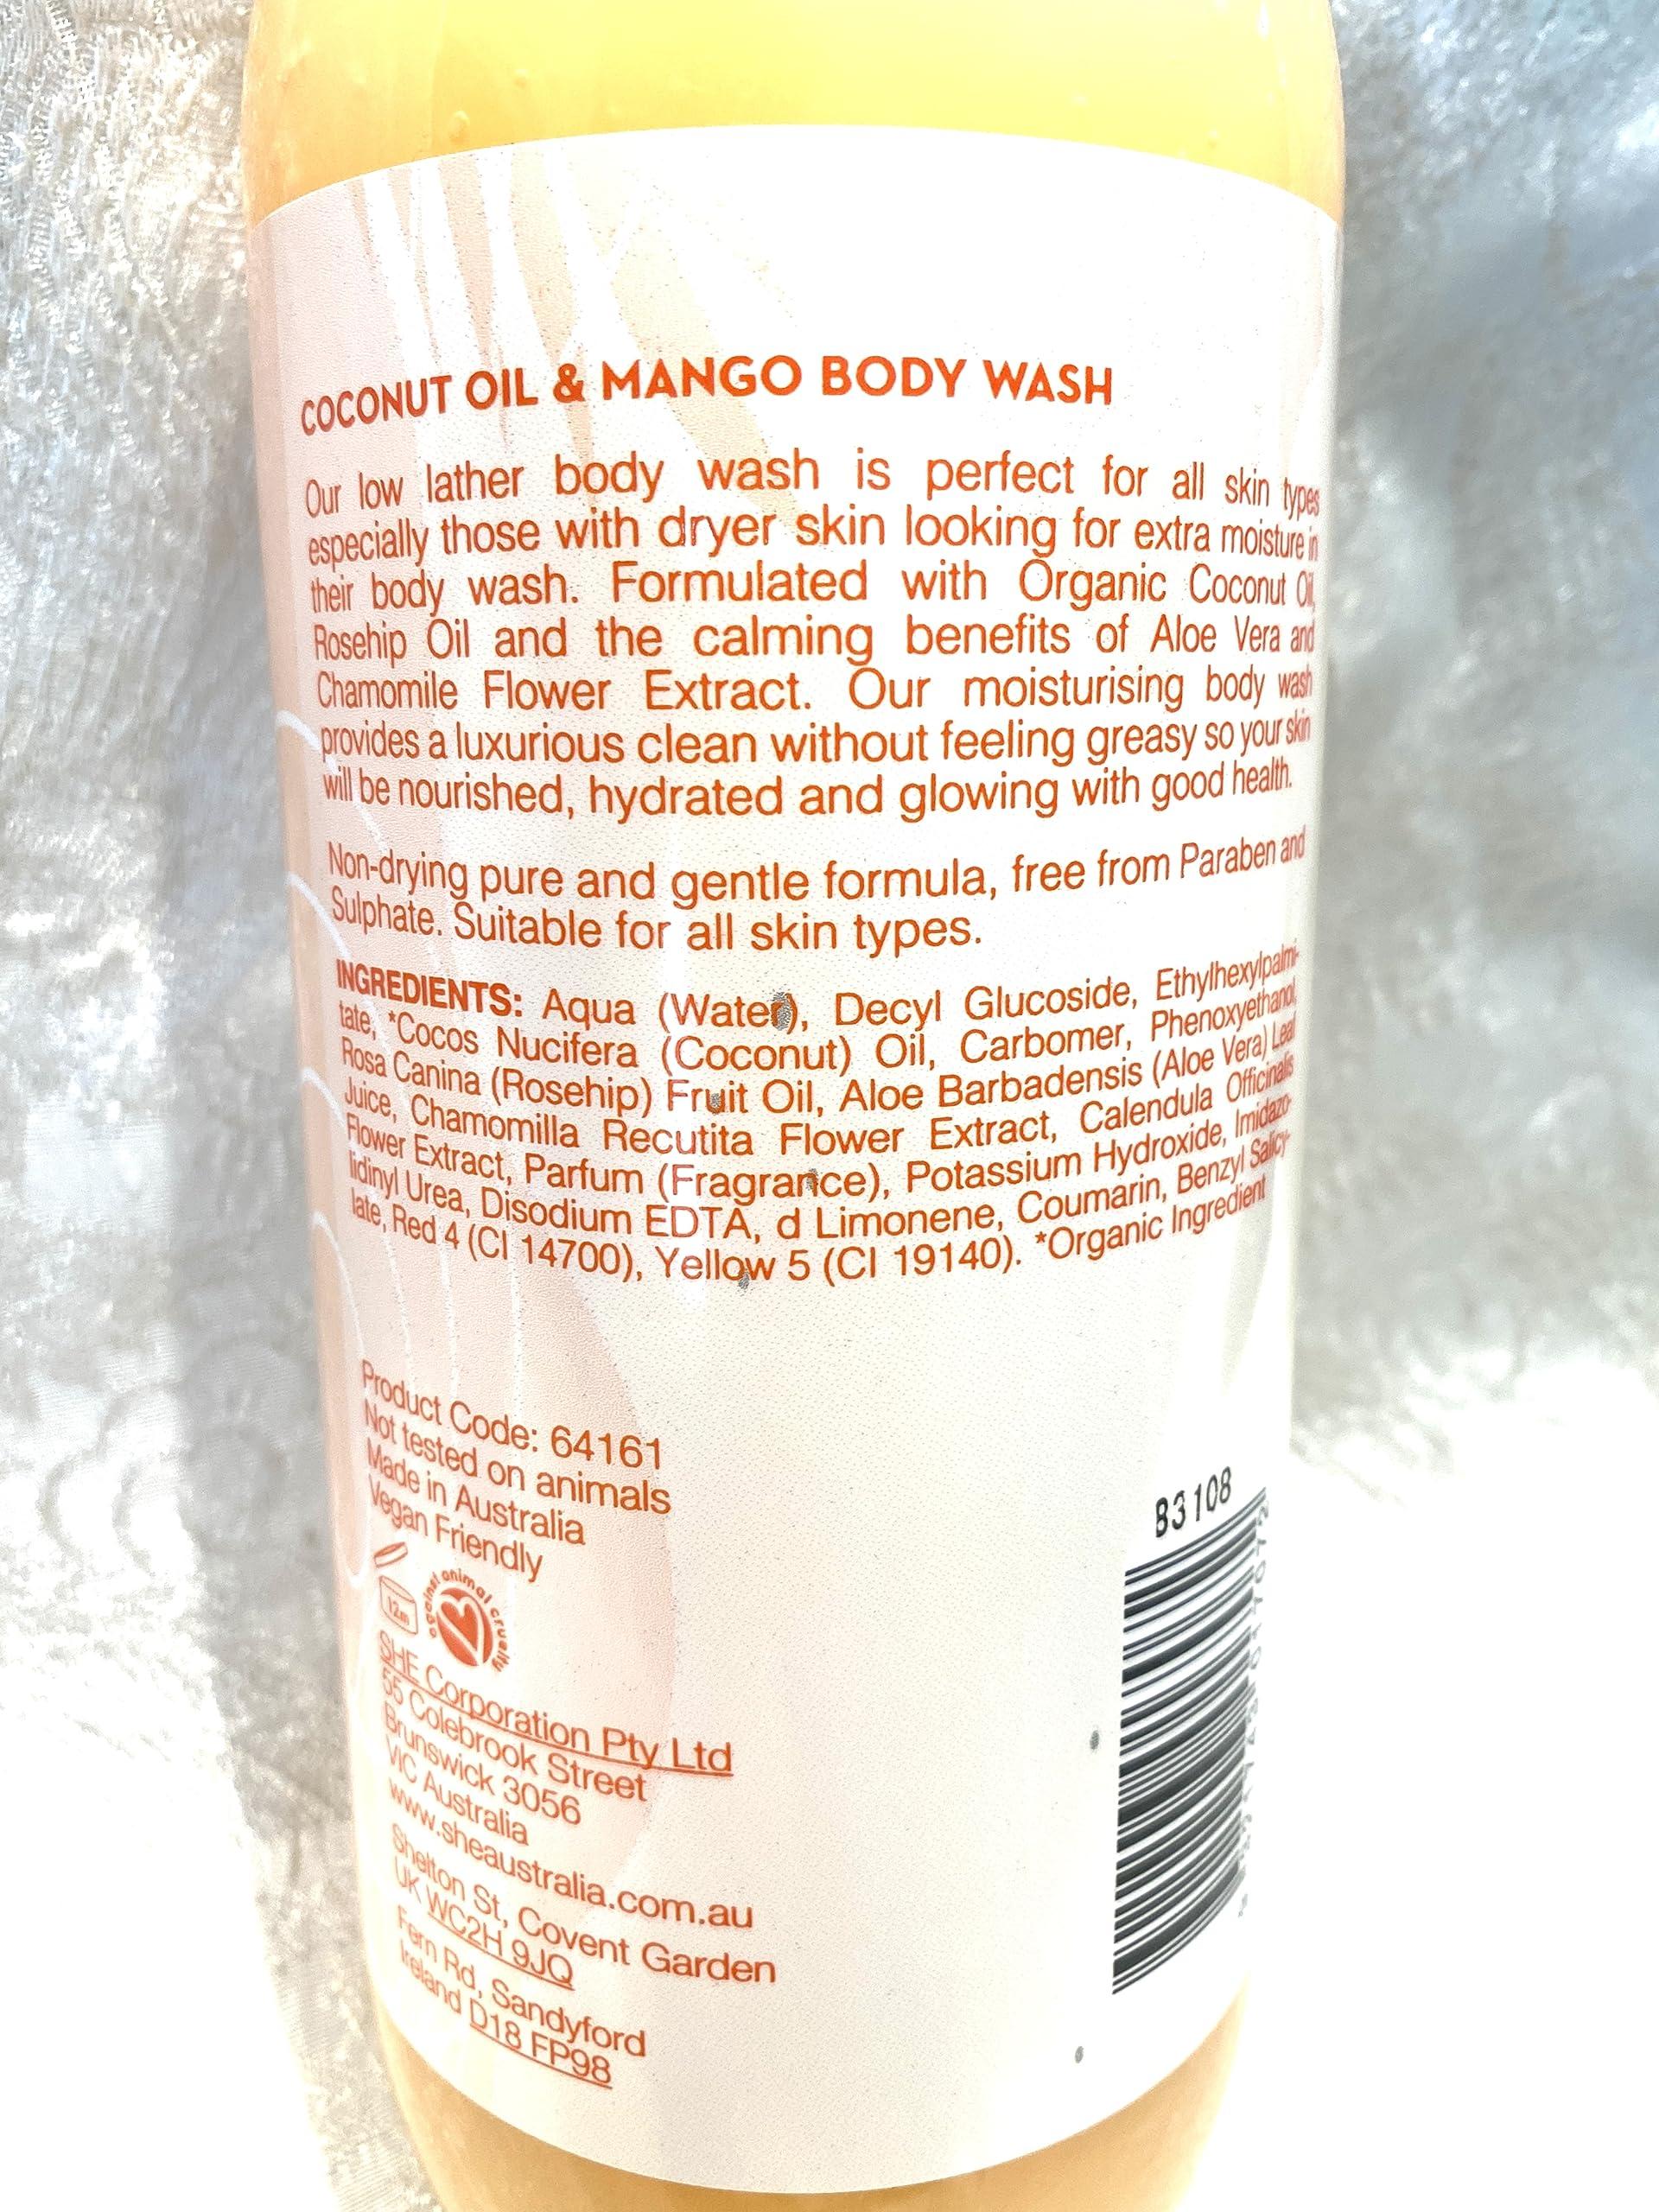 COCONUT OIL & MANGO BODY WASH
Our low lather body wash is perfect for all skin types
especially those with dryer skin looking for extra moisture in
their body wash. Formulated with Organic Coconut Oil,
Rosehip Oil and the calming benefits of Aloe Vera and
Chamomile Flower Extract. Our moisturising body wash
provides a luxurious clean without feeling greasy so your skin
will be nourished, hydrated and glowing with good health.
Non-drying pure and gentle formula, free from Paraben and
Sulphate. Suitable for all skin types.
INGREDIENTS: Aqua (Water), Decyl Glucoside, Ethylhexylpalmi-
tate, *Cocos Nucifera (Coconut) Oil, Carbomer, Phenoxyethanol,
Rosa Canina (Rosehip) Fruit Oil, Aloe Barbadensis (Aloe Vera) Leaf
Juice, Chamomilla Recutita Flower Extract, Calendula Officinalis
Flower Extract, Parfum (Fragrance), Potassium Hydroxide, Imidazo-
lidinyl Urea, Disodium EDTA, d Limonene, Coumarin, Benzyl Salicy-
late, Red 4 (CI 14700), Yellow 5 (CI 19140). *Organic Ingredient
Product Code: 64161
Not tested on animals
Made in Australia
Vegan Friendly
12m
against animal cruelty
SHE Corporation Pty Ltd
55 Colebrook Street
Brunswick 3056
VIC Australia
www.sheaustralia.com.au
Shelton St, Covent Garden
UK WC2H 9JQ
Fern Rd, Sandyford
Ireland D18 FP98
B3108